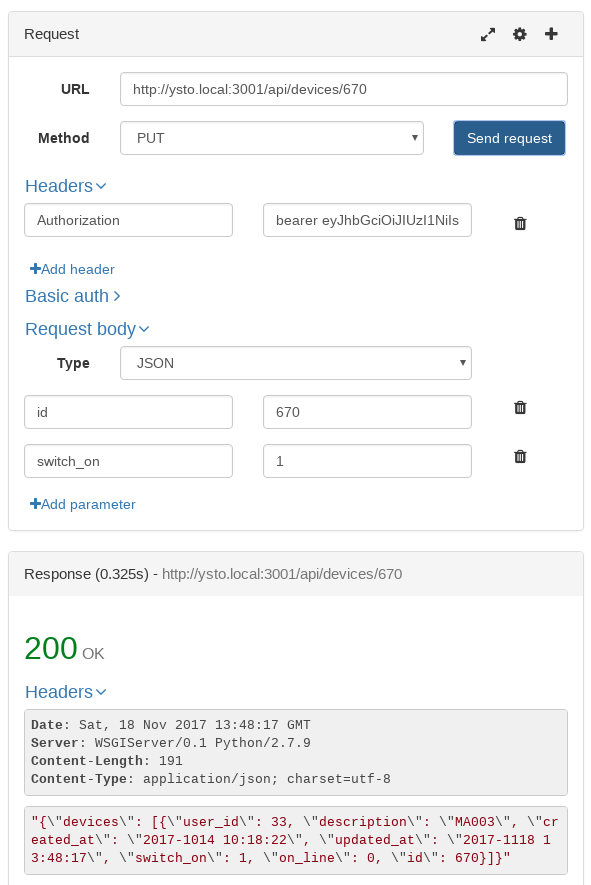 Request
URL http://ysto.local:3001/api/devices/670
Method PUT Send request
Headers
Authorization bearer eyJhbGciOiJIUzI1NiIs
Add header
Basic auth
Request body
Type JSON
id 670
switch_on 1
Add parameter
Response (0.325s) - http://ysto.local:3001/api/devices/670
200 OK
Headers
Date: Sat, 18 Nov 2017 13:48:17 GMT
Server: WSGIServer/0.1 Python/2.7.9
Content-Length: 191
Content-Type: application/json; charset=utf-8
"{\"devices\": [{\"user_id\": 33, \"description\": \"MA003\", \"cr
eated_at\": \"2017-1014 10:18:22\", \"updated_at\": \"2017-1118 1
3:48:17\", \"switch_on\": 1, \"on_line\": 0, \"id\": 670}]}"